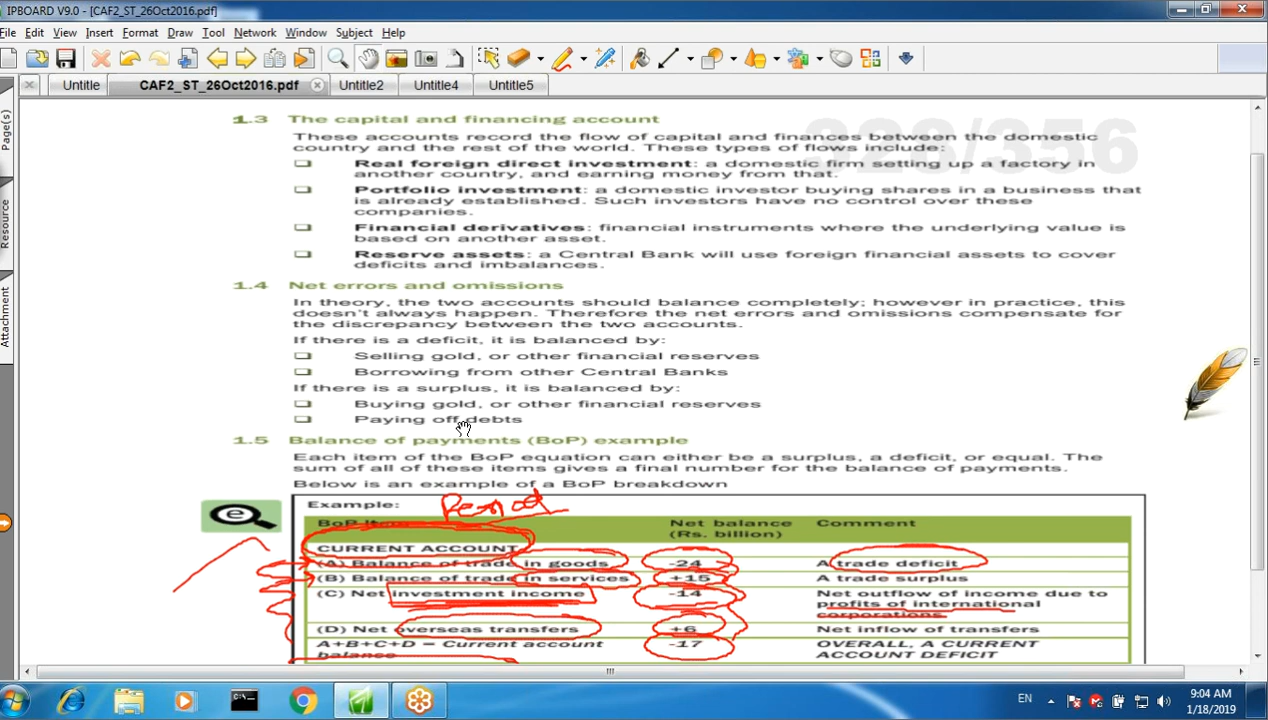 IPBOARD V9.0 - [CAF2_ST_26Oct2016.pdf]
File Edit View Insert Format Draw Tool Network Window Subject Help
Untitle CAF2_ST_26Oct2016.pdf Untitle2 Untitle4 Untitle5
Page(s)
Resource
Attachment
328/356
1.3 The capital and financing account
These accounts record the flow of capital and finances between the domestic
country and the rest of the world. These types of flows include:
Real foreign direct investment: a domestic firm setting up a factory in
another country, and earning money from that.
Portfolio investment: a domestic investor buying shares in a business that
is already established. Such investors have no control over these
companies.
Financial derivatives: financial instruments where the underlying value is
based on another asset.
Reserve assets: a Central Bank will use foreign financial assets to cover
deficits and imbalances.
1.4 Net errors and omissions
In theory, the two accounts should balance completely; however in practice, this
doesn't always happen. Therefore the net errors and omissions compensate for
the discrepancy between the two accounts.
If there is a deficit, it is balanced by:
Selling gold, or other financial reserves
Borrowing from other Central Banks
If there is a surplus, it is balanced by:
Buying gold, or other financial reserves
Paying off debts
1.5 Balance of payments (BoP) example
Each item of the BoP equation can either be a surplus, a deficit, or equal. The
sum of all of these items gives a final number for the balance of payments.
Below is an example of a BoP breakdown
Example: Period
BoP Item Net balance (Rs. billion) Comment
CURRENT ACCOUNT
(A) Balance of trade in goods -24 A trade deficit
(B) Balance of trade in services +15 A trade surplus
(C) Net investment income -14 Net outflow of income due to
profits of international
corporations
(D) Net overseas transfers +6 Net inflow of transfers
A+B+C+D = Current account -17 OVERALL, A CURRENT
balance ACCOUNT DEFICIT
EN 9:04 AM
1/18/2019